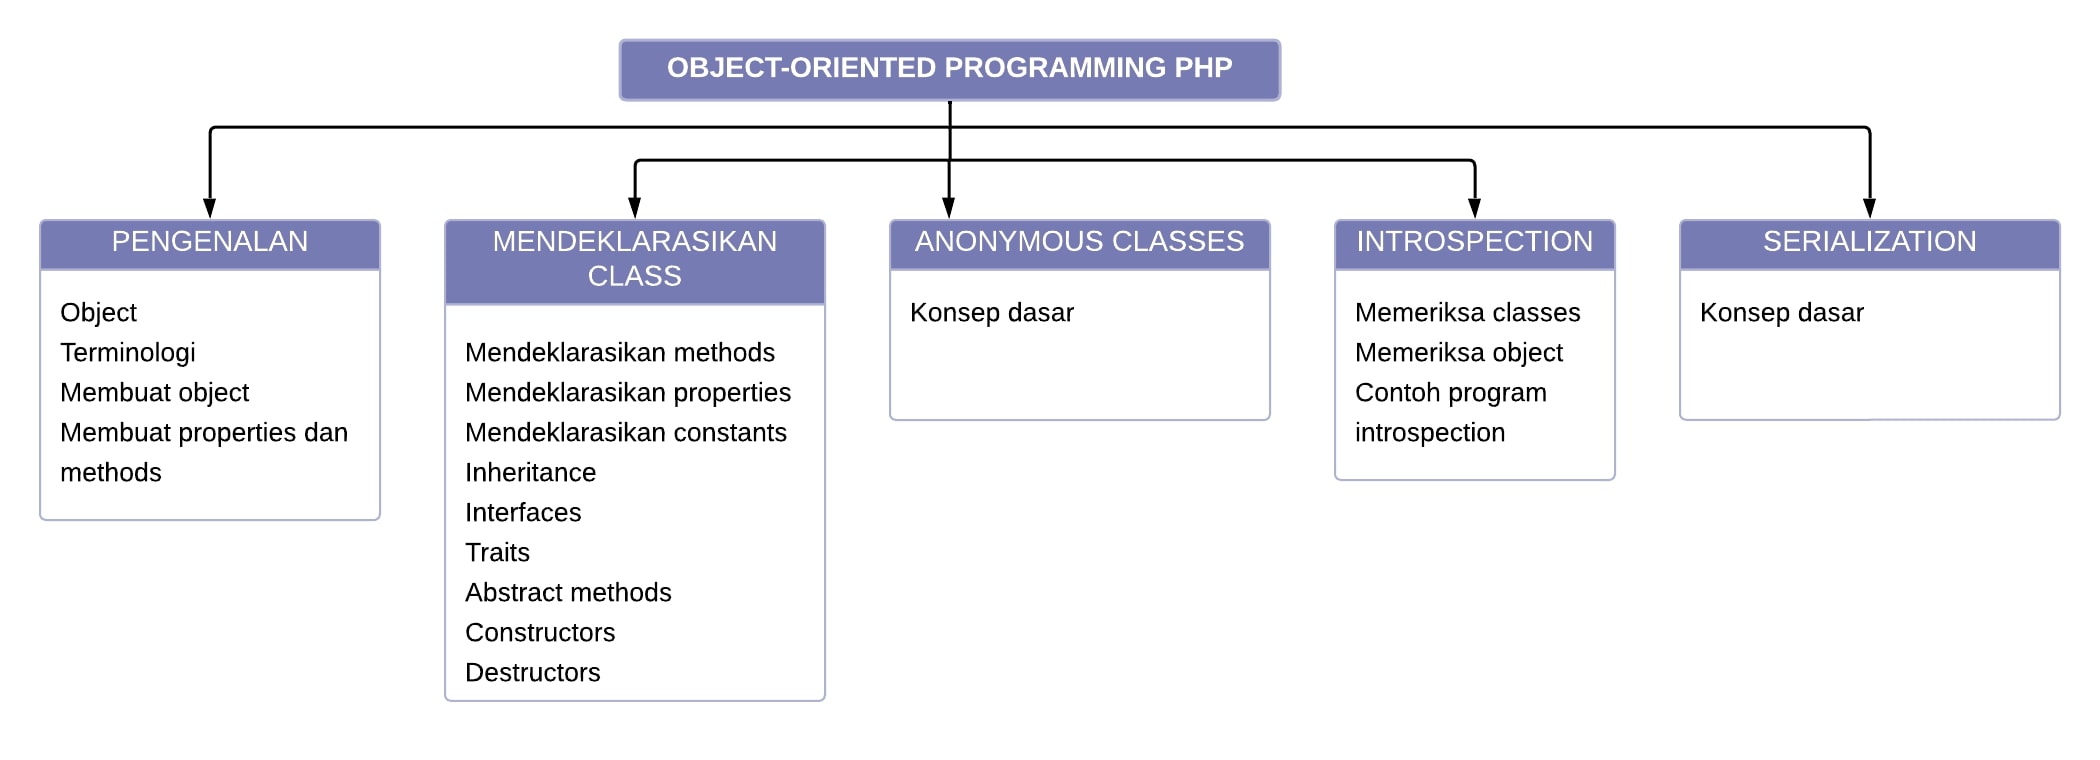 OBJECT-ORIENTED PROGRAMMING PHP
PENGENALAN
Object
Terminologi
Membuat object
Membuat properties dan
methods
MENDEKLARASIKAN
CLASS
Mendeklarasikan methods
Mendeklarasikan properties
Mendeklarasikan constants
Inheritance
Interfaces
Traits
Abstract methods
Constructors
Destructors
ANONYMOUS CLASSES
Konsep dasar
INTROSPECTION
Memeriksa classes
Memeriksa object
Contoh program
introspection
SERIALIZATION
Konsep dasar